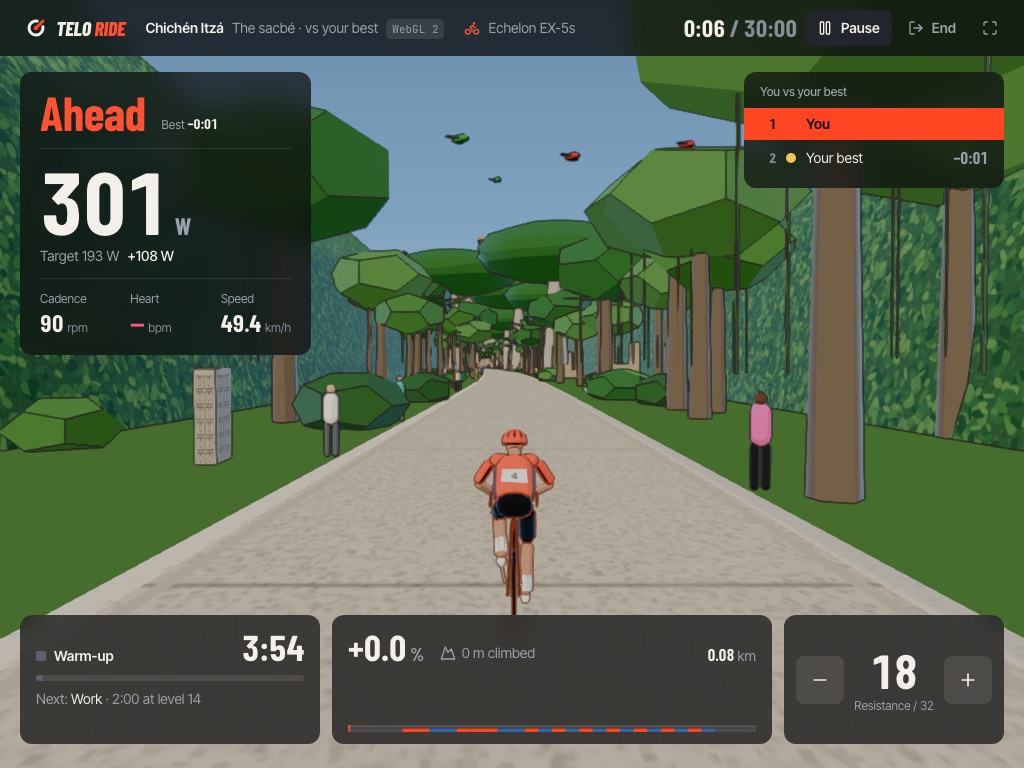 TELO RIDE Chichén Itzá The sacbé · vs your best WebGL 2 Echelon EX-5s 0:06 / 30:00 Pause End
Ahead Best −0:01
301 W
Target 193 W +108 W
Cadence Heart Speed
90 rpm – bpm 49.4 km/h
You vs your best
1 You
2 Your best −0:01
4
Warm-up 3:54
Next: Work · 2:00 at level 14
+0.0 % 0 m climbed 0.08 km
− 18 +
Resistance / 32